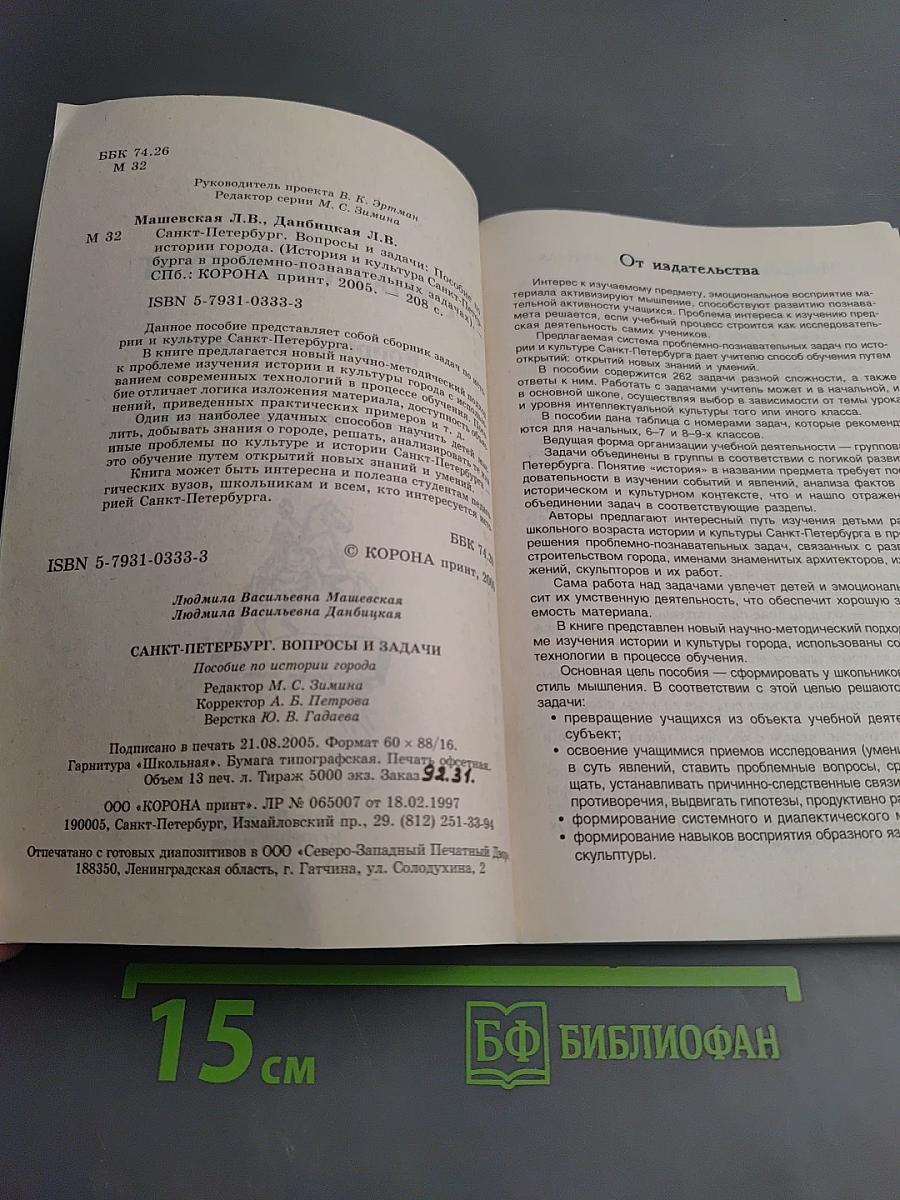 ББК 74.26
М 32
Руководитель проекта В. К. Эртман
Редактор серии М. С. Зимина
Машевская Л.В., Данбицкая Л.В.
М 32 Санкт-Петербург. Вопросы и задачи: Пособие по
истории города. (История и культура Санкт-Петер-
бурга в проблемно-познавательных задачах).
СПб.: КОРОНА принт, 2005. — 208 с.
ISBN 5-7931-0333-3
Данное пособие представляет собой сборник задач по исто-
рии и культуре Санкт-Петербурга.
В книге предлагается новый научно-методический подход
к проблеме изучения истории и культуры города с использо-
ванием современных технологий в процессе обучения. Посо-
бие отличает логика изложения материала, доступность объяс-
нений, приведенных практических примеров и т. д.
Один из наиболее удачных способов научить детей
лить, добывать знания о городе, решать, анализировать те или
иные проблемы по культуре и истории Санкт-Петербурга
это обучение путем открытий новых знаний и умений.
Книга может быть интересна и полезна студентам педаго-
гических вузов, школьникам и всем, кто интересуется исто-
рией Санкт-Петербурга.
ББК 74.26
ISBN 5-7931-0333-3
© КОРОНА принт, 2005
Людмила Васильевна Машевская
Людмила Васильевна Данбицкая
САНКТ-ПЕТЕРБУРГ. ВОПРОСЫ И ЗАДАЧИ
Пособие по истории города
Редактор М. С. Зимина
Корректор А. Б. Петрова
Верстка Ю. В. Гадаева
Подписано в печать 21.08.2005. Формат 60 × 88/16.
Гарнитура «Школьная». Бумага типографская. Печать офсетная.
Объем 13 печ. л. Тираж 5000 экз. Заказ 9231.
ООО «КОРОНА принт». ЛР № 065007 от 18.02.1997
190005, Санкт-Петербург, Измайловский пр., 29. (812) 251-33-94
Отпечатано с готовых диапозитивов в ООО «Северо-Западный Печатный Двор»
188350, Ленинградская область, г. Гатчина, ул. Солодухина, 2
От издательства
Интерес к изучаемому предмету, эмоциональное восприятие ма-
териала активизируют мышление, способствуют развитию познава-
тельной активности учащихся. Проблема интереса к изучению пред-
мета решается, если учебный процесс строится как исследователь-
ская деятельность самих учеников.
Предлагаемая система проблемно-познавательных задач по исто-
рии и культуре Санкт-Петербурга дает учителю способ обучения путем
открытий: открытий новых знаний и умений.
В пособии содержится 262 задачи разной сложности, а также
ответы к ним. Работать с задачами учитель может и в начальной, и
в основной школе, осуществляя выбор в зависимости от темы урока
и уровня интеллектуальной культуры того или иного класса.
В пособии дана таблица с номерами задач, которые рекоменду-
ются для начальных, 6–7 и 8–9-х классов.
Ведущая форма организации учебной деятельности — группов
Задачи объединены в группы в соответствии с логикой разви
Петербурга. Понятие «история» в названии предмета требует пос
довательности в изучении событий и явлений, анализа фактов
историческом и культурном контексте, что и нашло отражен
объединении задач в соответствующие разделы.
Авторы предлагают интересный путь изучения детьми ра
школьного возраста истории и культуры Санкт-Петербурга в пр
решения проблемно-познавательных задач, связанных с разв
строительством города, именами знаменитых архитекторов, их
жений, скульпторов и их работ.
Сама работа над задачами увлечет детей и эмоциональ
сит их умственную деятельность, что обеспечит хорошую з
емость материала.
В книге представлен новый научно-методический подход
ме изучения истории и культуры города, использованы со
технологии в процессе обучения.
Основная цель пособия — сформировать у школьников
стиль мышления. В соответствии с этой целью решаются
задачи:
• превращение учащихся из объекта учебной деяте
субъект;
• освоение учащимися приемов исследования (умени
в суть явлений, ставить проблемные вопросы, ср
щать, устанавливать причинно-следственные связи
противоречия, выдвигать гипотезы, продуктивно ра
• формирование системного и диалектического м
• формирование навыков восприятия образного яз
скульптуры.
15 см
БФ БИБЛИОФАН